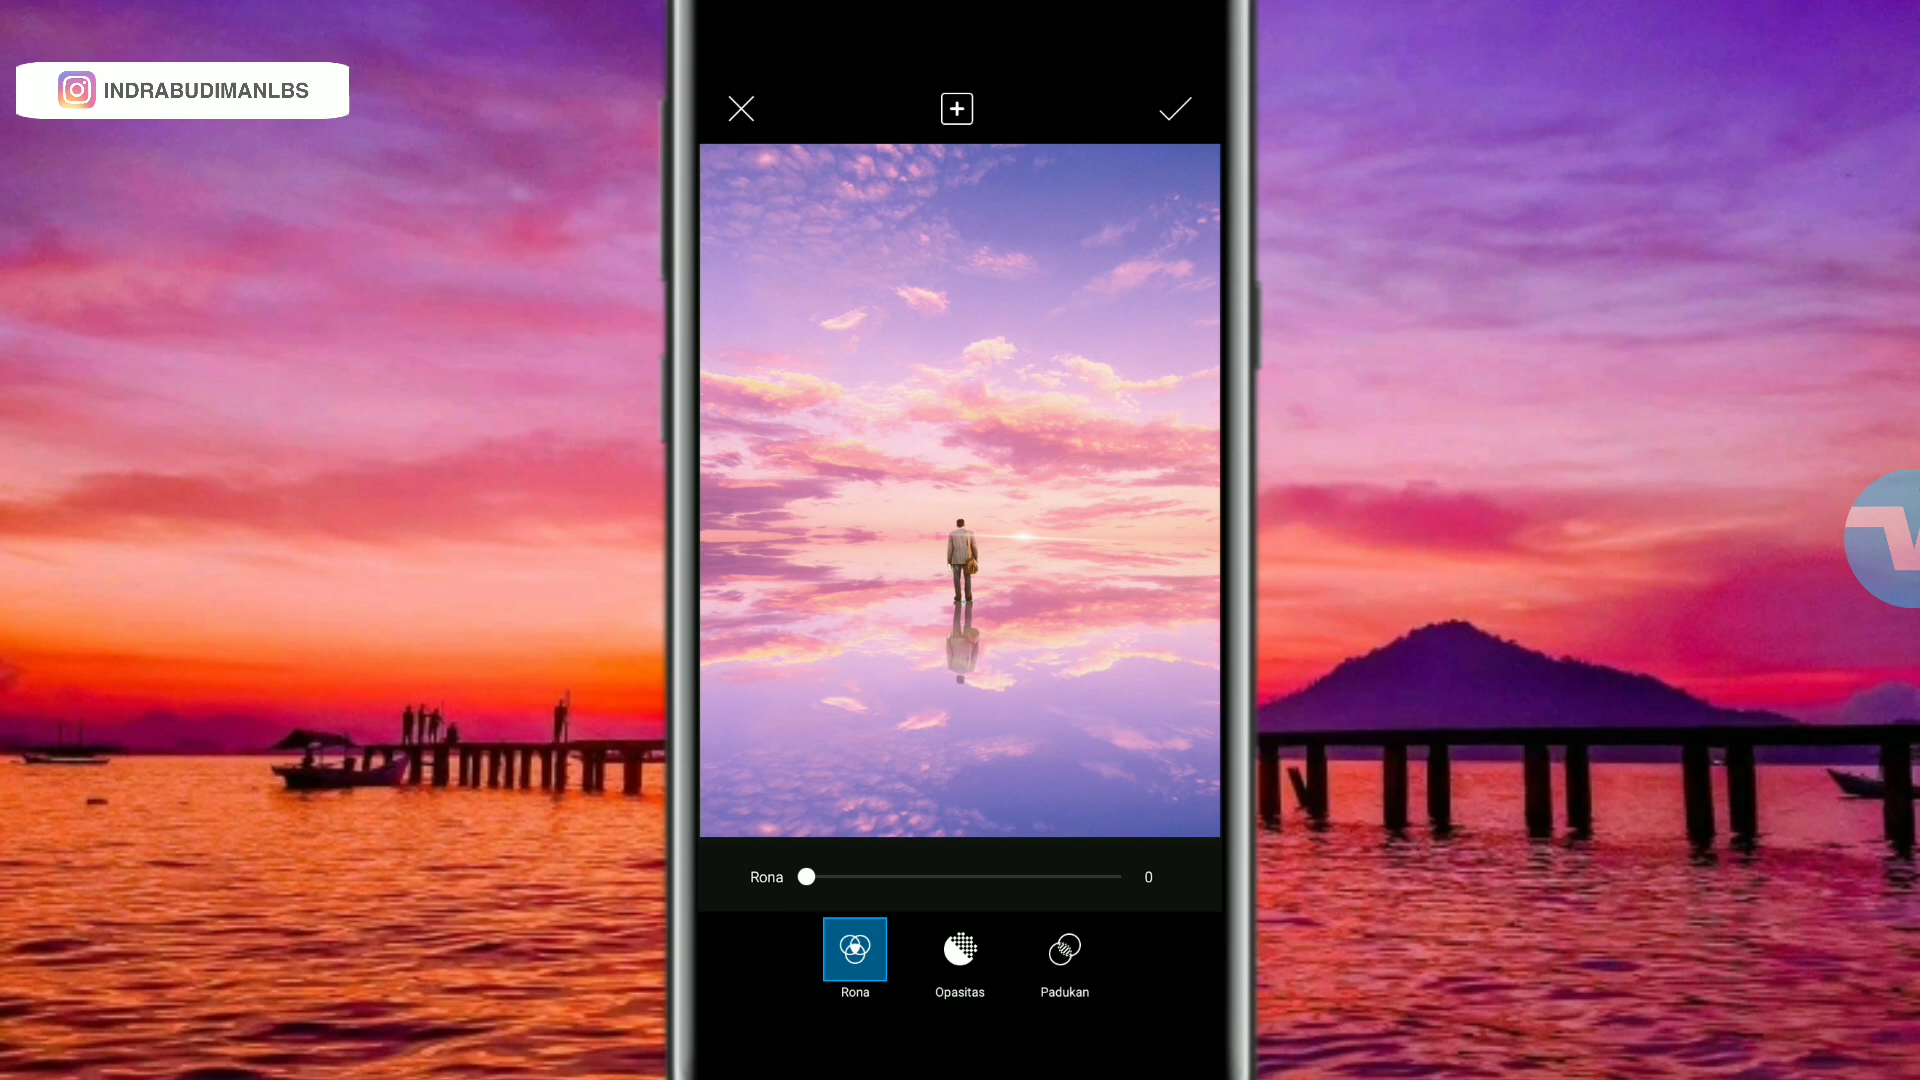 INDRABUDIMANLBS
Rona 0
Rona
Opasitas
Padukan